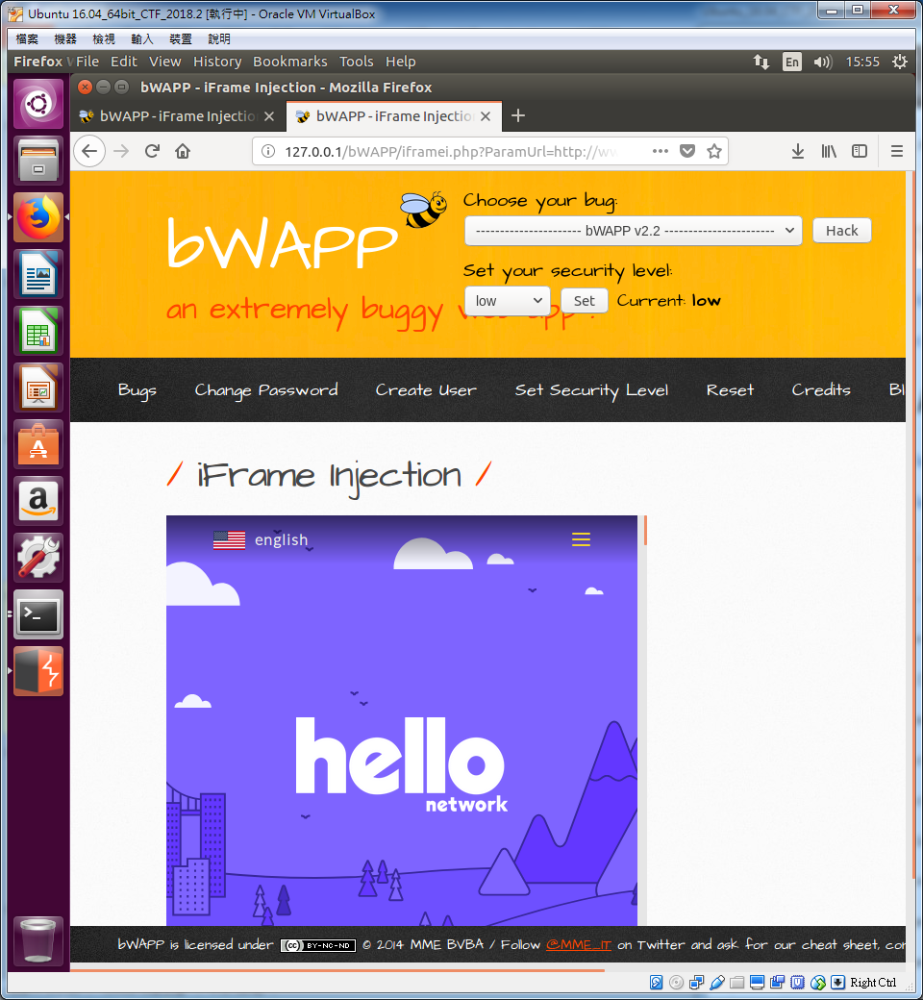 Ubuntu 16.04_64bit_CTF_2018.2 [執行中] - Oracle VM VirtualBox
檔案 機器 檢視 輸入 裝置 說明
Firefox File Edit View History Bookmarks Tools Help En 15:55
bWAPP - iFrame Injection - Mozilla Firefox
bWAPP - iFrame Injectio bWAPP - iFrame Injection
127.0.0.1/bWAPP/iframei.php?ParamUrl=http://w
Choose your bug:
---------------------- bWAPP v2.2 ----------------------- Hack
bWAPP
Set your security level:
low Set Current: low
an extremely buggy web app !
Bugs Change Password Create User Set Security Level Reset Credits Bl
/ iFrame Injection /
english
hello
network
bWAPP is licensed under CC BY-NC-ND © 2014 MME BVBA / Follow @MME_IT on Twitter and ask for our cheat sheet, con
Right Ctrl